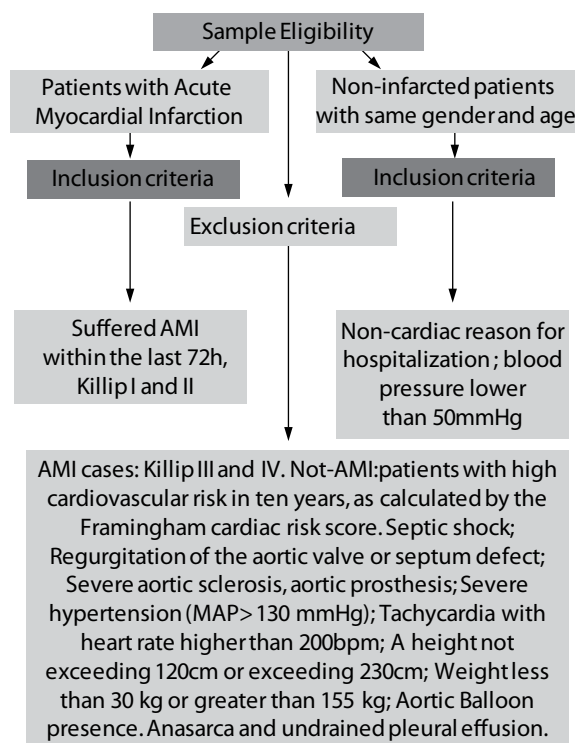 Sample Eligibility
Patients with Acute
Myocardial Infarction
Non-infarcted patients
with same gender and age
Inclusion criteria
Inclusion criteria
Exclusion criteria
Suffered AMI
within the last 72h,
Killip I and II
Non-cardiac reason for
hospitalization; blood
pressure lower
than 50mmHg
AMI cases: Killip III and IV. Not-AMI:patients with high
cardiovascular risk in ten years, as calculated by the
Framingham cardiac risk score. Septic shock;
Regurgitation of the aortic valve or septum defect;
Severe aortic sclerosis, aortic prosthesis; Severe
hypertension (MAP> 130 mmHg); Tachycardia with
heart rate higher than 200bpm; A height not
exceeding 120cm or exceeding 230cm; Weight less
than 30 kg or greater than 155 kg; Aortic Balloon
presence. Anasarca and undrained pleural effusion.